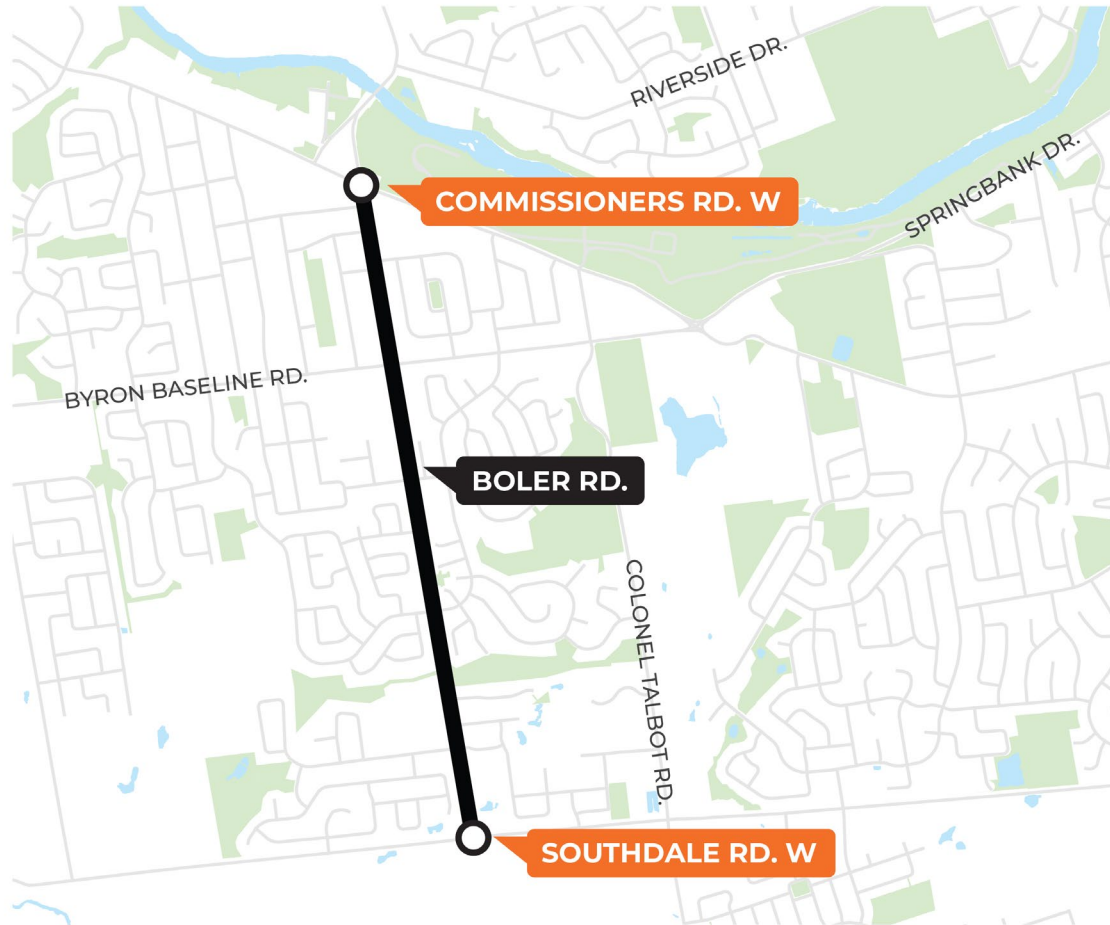 RIVERSIDE DR.
SPRINGBANK DR.
COMMISSIONERS RD. W
BYRON BASELINE RD.
BOLER RD.
COLONEL TALBOT RD.
SOUTHDALE RD. W